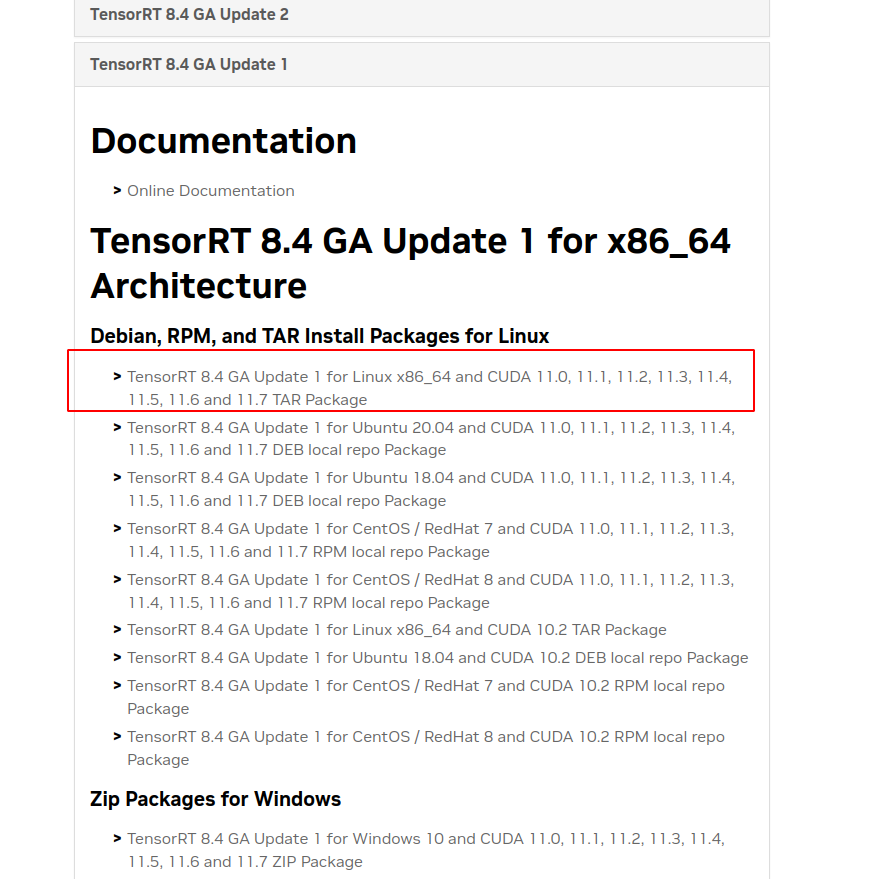 TensorRT 8.4 GA Update 2
TensorRT 8.4 GA Update 1
Documentation
> Online Documentation
TensorRT 8.4 GA Update 1 for x86_64
Architecture
Debian, RPM, and TAR Install Packages for Linux
> TensorRT 8.4 GA Update 1 for Linux x86_64 and CUDA 11.0, 11.1, 11.2, 11.3, 11.4,
11.5, 11.6 and 11.7 TAR Package
> TensorRT 8.4 GA Update 1 for Ubuntu 20.04 and CUDA 11.0, 11.1, 11.2, 11.3, 11.4,
11.5, 11.6 and 11.7 DEB local repo Package
> TensorRT 8.4 GA Update 1 for Ubuntu 18.04 and CUDA 11.0, 11.1, 11.2, 11.3, 11.4,
11.5, 11.6 and 11.7 DEB local repo Package
> TensorRT 8.4 GA Update 1 for CentOS / RedHat 7 and CUDA 11.0, 11.1, 11.2, 11.3,
11.4, 11.5, 11.6 and 11.7 RPM local repo Package
> TensorRT 8.4 GA Update 1 for CentOS / RedHat 8 and CUDA 11.0, 11.1, 11.2, 11.3,
11.4, 11.5, 11.6 and 11.7 RPM local repo Package
> TensorRT 8.4 GA Update 1 for Linux x86_64 and CUDA 10.2 TAR Package
> TensorRT 8.4 GA Update 1 for Ubuntu 18.04 and CUDA 10.2 DEB local repo Package
> TensorRT 8.4 GA Update 1 for CentOS / RedHat 7 and CUDA 10.2 RPM local repo
Package
> TensorRT 8.4 GA Update 1 for CentOS / RedHat 8 and CUDA 10.2 RPM local repo
Package
Zip Packages for Windows
> TensorRT 8.4 GA Update 1 for Windows 10 and CUDA 11.0, 11.1, 11.2, 11.3, 11.4,
11.5, 11.6 and 11.7 ZIP Package